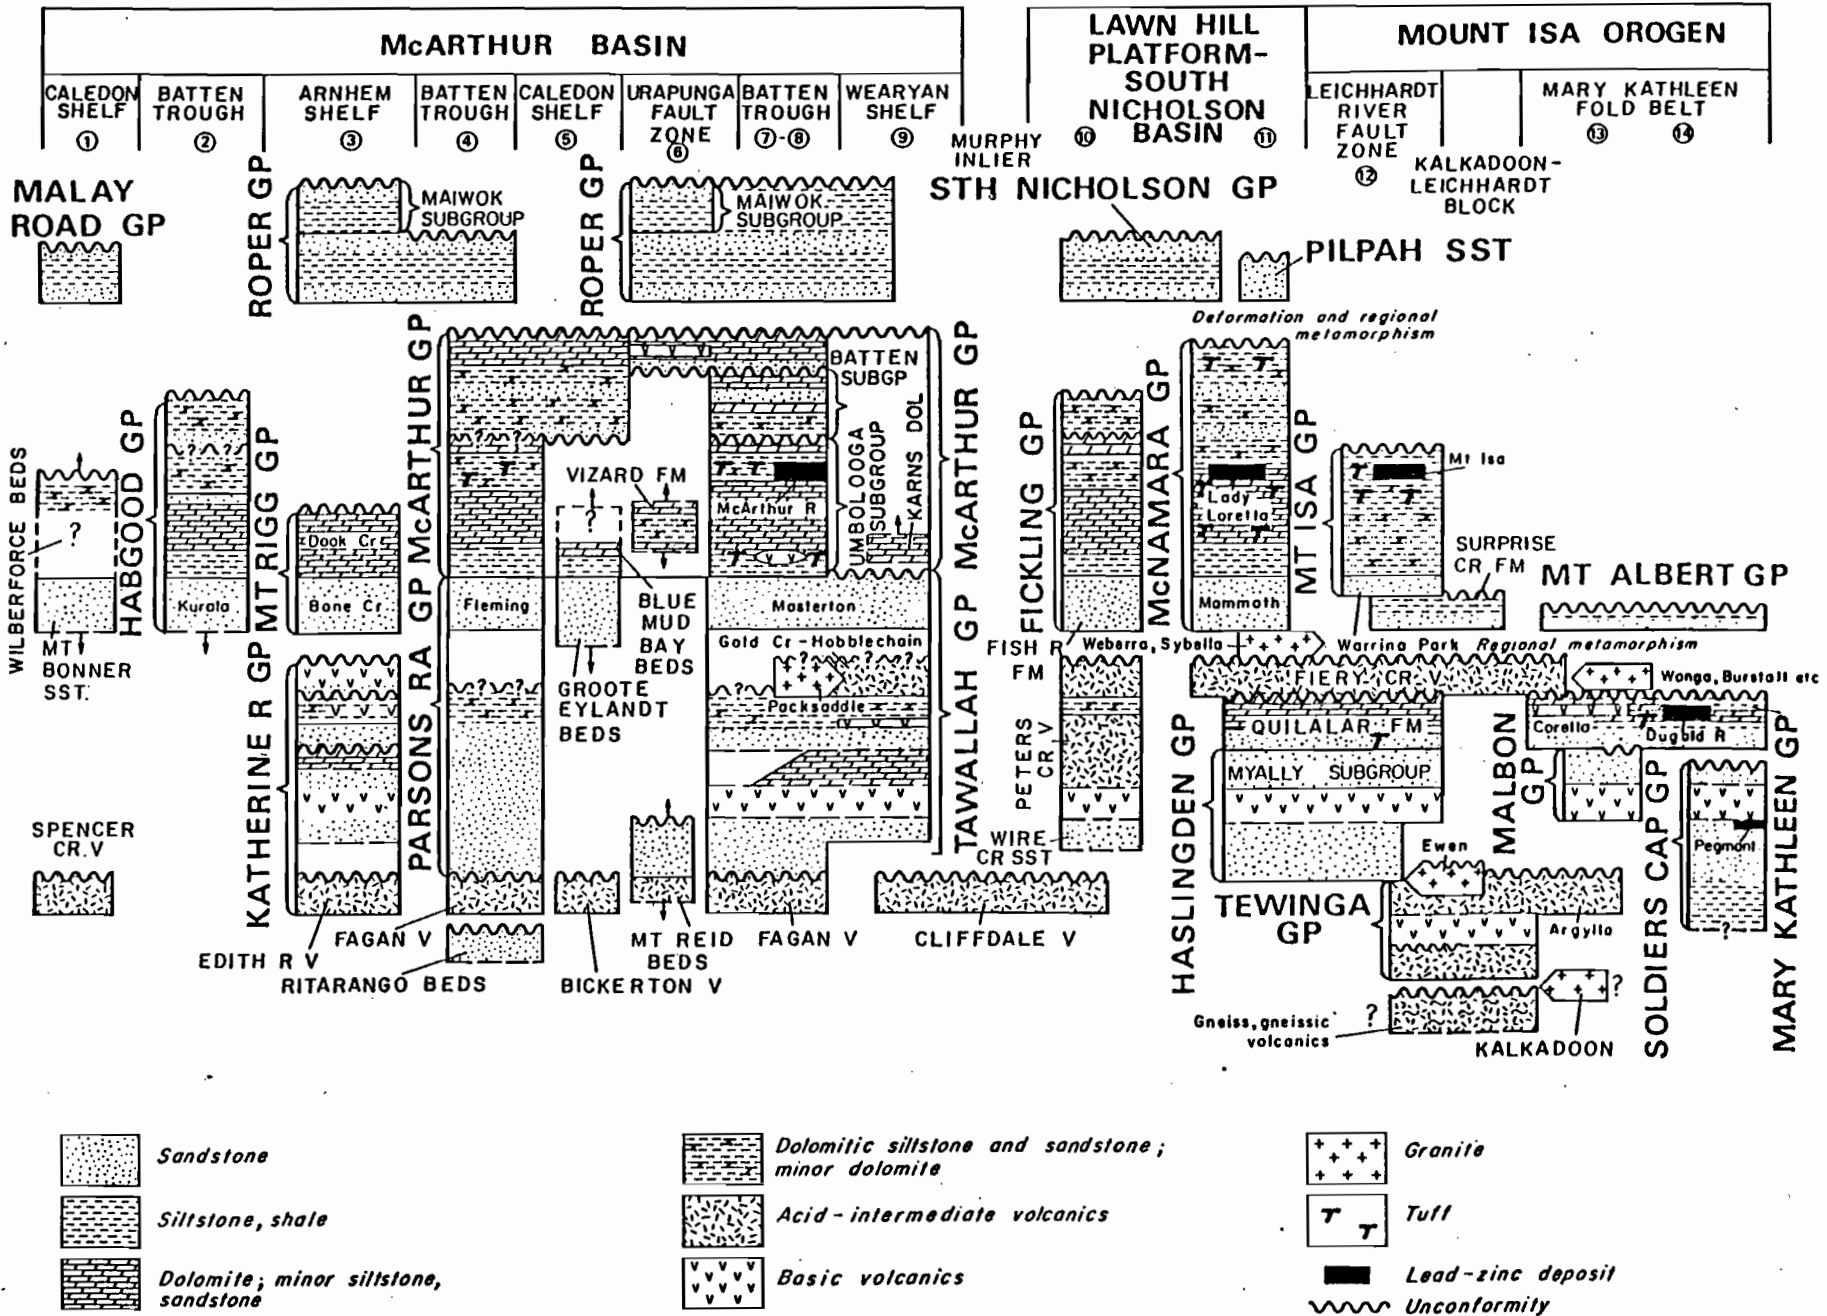 McARTHUR BASIN
LAWN HILL
PLATFORM-
SOUTH
NICHOLSON
BASIN
MOUNT ISA OROGEN
CALEDON
SHELF
①
BATTEN
TROUGH
②
ARNHEM
SHELF
③
BATTEN
TROUGH
④
CALEDON
SHELF
⑤
URAPUNGA
FAULT
ZONE
⑥
BATTEN
TROUGH
⑦-⑧
WEARYAN
SHELF
⑨
MURPHY
INLIER
⑩
⑪
LEICHHARDT
RIVER
FAULT
ZONE
⑫
KALKADOON-
LEICHHARDT
BLOCK
MARY KATHLEEN
FOLD BELT
⑬ ⑭
MALAY
ROAD GP
ROPER GP
MAIWOK
SUBGROUP
ROPER GP
MAIWOK
SUBGROUP
STH NICHOLSON GP
PILPAH SST
Deformation and regional
metamorphism
WILBERFORCE BEDS
?
MT
BONNER
SST.
HABGOOD GP
? ?
Kurala
MT RIGG GP
Dook Cr
Bone Cr
McARTHUR GP
? ?
Fleming
VIZARD FM
?
BLUE
MUD
BAY
BEDS
GROOTE
EYLANDT
BEDS
BATTEN
SUBGP
McArthur R
UMBOLOOGA
SUBGROUP
KARNS DOL
McARTHUR GP
Masterton
Gold Cr-Hobblechain
? ? ?
?
Packsaddle
TAWALLAH GP
FICKLING GP
FISH R
FM
McNAMARA GP
Lady
Loretta
Mammoth
MT ISA GP
Mt Isa
SURPRISE
CR FM
MT ALBERT GP
Weberra, Sybella
Warrina Park
Regional metamorphism
FIERY CR V
Wonga, Burstall etc
KATHERINE R GP
PARSONS RA GP
? ?
PETERS
CR V
WIRE
CR SST
HASLINGDEN GP
QUILALAR FM
MYALLY SUBGROUP
MALBON
GP
Corella
Dugald R
SOLDIERS CAP GP
Pegmont
?
MARY KATHLEEN GP
SPENCER
CR. V
EDITH R V
FAGAN V
RITARANGO BEDS
BICKERTON V
MT REID
BEDS
FAGAN V
CLIFFDALE V
Ewen
TEWINGA
GP
Argylla
Gneiss, gneissic
volcanics
?
?
KALKADOON
Sandstone
Siltstone, shale
Dolomite; minor siltstone,
sandstone
Dolomitic siltstone and sandstone;
minor dolomite
Acid-intermediate volcanics
Basic volcanics
Granite
Tuff
Lead-zinc deposit
Unconformity